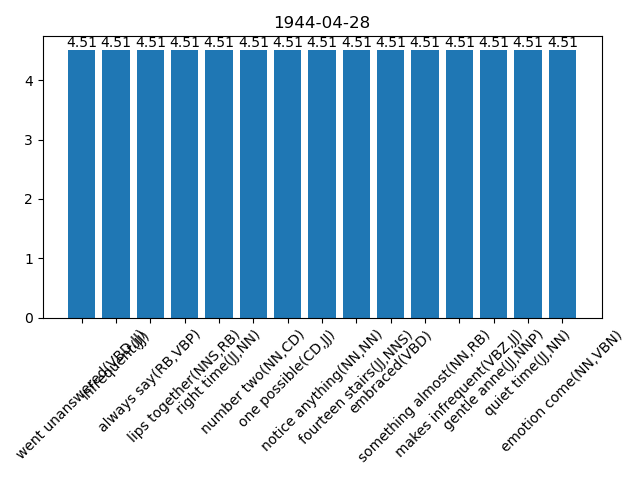 1944-04-28
4.51 4.51 4.51 4.51 4.51 4.51 4.51 4.51 4.51 4.51 4.51 4.51 4.51 4.51 4.51
4
3
2
1
0
went unanswered(VBD,JJ)
infrequent(JJ)
always say(RB,VBP)
lips together(NNS,RB)
right time(JJ,NN)
number two(NN,CD)
one possible(CD,JJ)
notice anything(NN,NN)
fourteen stairs(JJ,NNS)
embraced(VBD)
something almost(NN,RB)
makes infrequent(VBZ,JJ)
gentle anne(JJ,NNP)
quiet time(JJ,NN)
emotion come(NN,VBN)